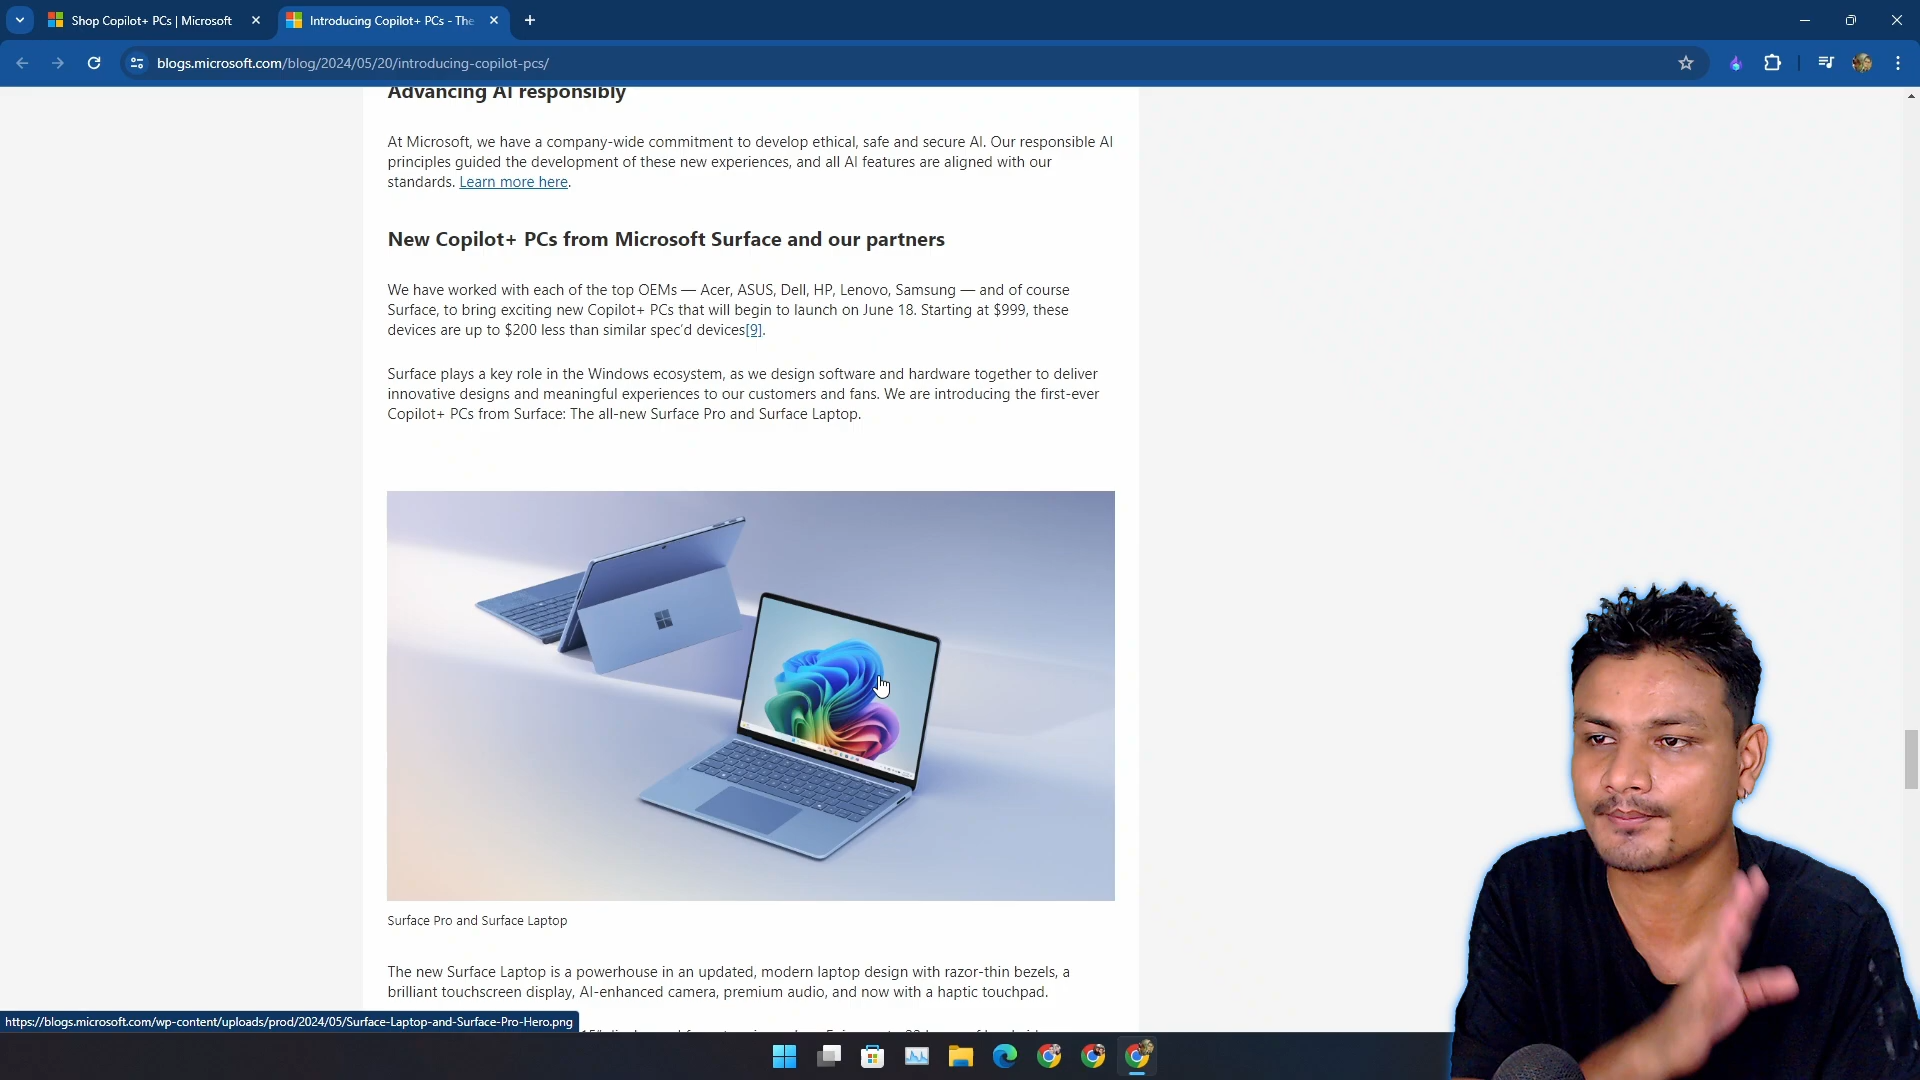 Shop Copilot+ PCs | Microsoft
Introducing Copilot+ PCs - The
blogs.microsoft.com/blog/2024/05/20/introducing-copilot-pcs/
Advancing AI responsibly
At Microsoft, we have a company-wide commitment to develop ethical, safe and secure AI. Our responsible AI
principles guided the development of these new experiences, and all AI features are aligned with our
standards. Learn more here.
New Copilot+ PCs from Microsoft Surface and our partners
We have worked with each of the top OEMs — Acer, ASUS, Dell, HP, Lenovo, Samsung — and of course
Surface, to bring exciting new Copilot+ PCs that will begin to launch on June 18. Starting at $999, these
devices are up to $200 less than similar spec'd devices[9].
Surface plays a key role in the Windows ecosystem, as we design software and hardware together to deliver
innovative designs and meaningful experiences to our customers and fans. We are introducing the first-ever
Copilot+ PCs from Surface: The all-new Surface Pro and Surface Laptop.
Surface Pro and Surface Laptop
The new Surface Laptop is a powerhouse in an updated, modern laptop design with razor-thin bezels, a
brilliant touchscreen display, AI-enhanced camera, premium audio, and now with a haptic touchpad.
https://blogs.microsoft.com/wp-content/uploads/prod/2024/05/Surface-Laptop-and-Surface-Pro-Hero.png